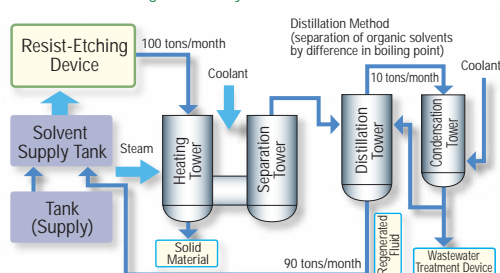 Distillation Method
(separation of organic solvents
by difference in boiling point)
Resist-Etching
Device
100 tons/month
Coolant
10 tons/month
Coolant
Solvent
Supply Tank
Steam
Heating
Tower
Separation
Tower
Distillation
Tower
Condensation
Tower
Tank
(Supply)
Solid
Material
90 tons/month
Regenerated
Fluid
Wastewater
Treatment Device